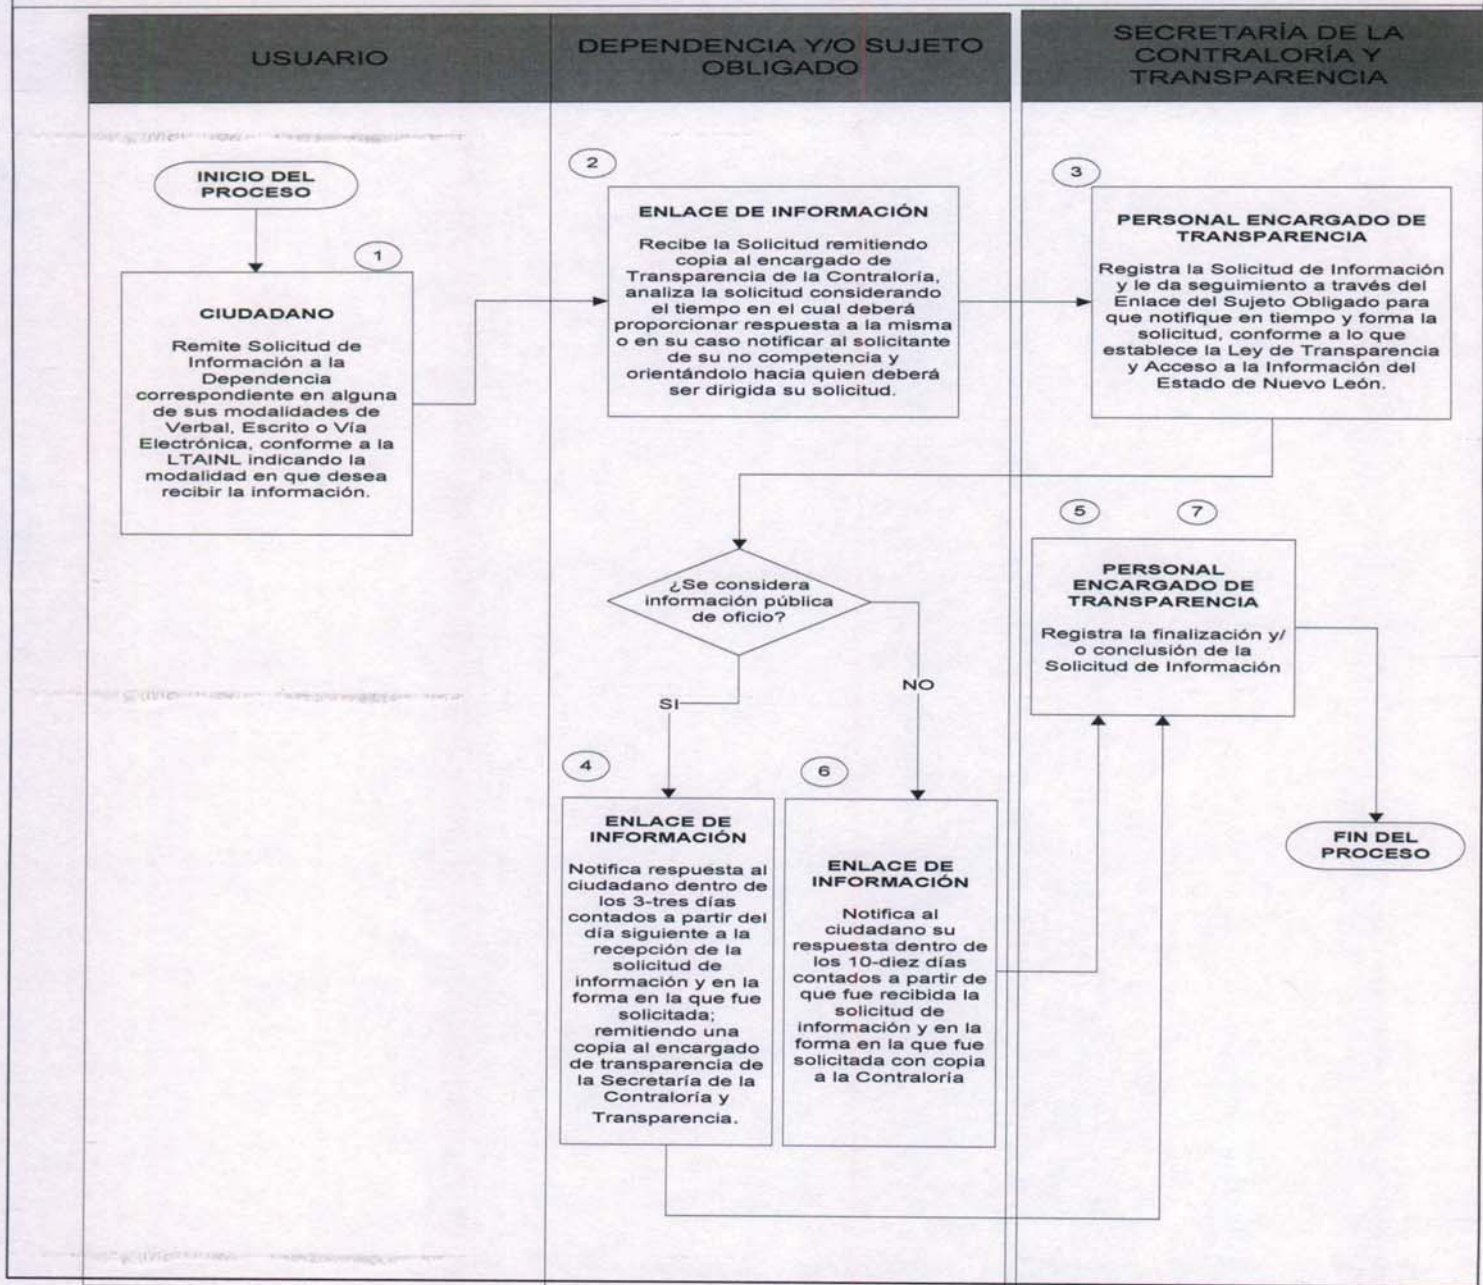 USUARIO
DEPENDENCIA Y/O SUJETO
OBLIGADO
SECRETARÍA DE LA
CONTRALORÍA Y
TRANSPARENCIA
INICIO DEL
PROCESO
1
CIUDADANO
Remite Solicitud de
Información a la
Dependencia
correspondiente en alguna
de sus modalidades de
Verbal, Escrito o Vía
Electrónica, conforme a la
LTAINL indicando la
modalidad en que desea
recibir la información.
2
ENLACE DE INFORMACIÓN
Recibe la Solicitud remitiendo
copia al encargado de
Transparencia de la Contraloría,
analiza la solicitud considerando
el tiempo en el cual deberá
proporcionar respuesta a la misma
o en su caso notificar al solicitante
de su no competencia y
orientándolo hacia quien deberá
ser dirigida su solicitud.
3
PERSONAL ENCARGADO DE
TRANSPARENCIA
Registra la Solicitud de Información
y le da seguimiento a través del
Enlace del Sujeto Obligado para
que notifique en tiempo y forma la
solicitud, conforme a lo que
establece la Ley de Transparencia
y Acceso a la Información del
Estado de Nuevo León.
¿Se considera
información pública
de oficio?
SI
NO
4
ENLACE DE
INFORMACIÓN
Notifica respuesta al
ciudadano dentro de
los 3-tres días
contados a partir del
día siguiente a la
recepción de la
solicitud de
información y en la
forma en la que fue
solicitada;
remitiendo una
copia al encargado
de transparencia de
la Secretaría de la
Contraloría y
Transparencia.
6
ENLACE DE
INFORMACIÓN
Notifica al
ciudadano su
respuesta dentro de
los 10-diez días
contados a partir de
que fue recibida la
solicitud de
información y en la
forma en la que fue
solicitada con copia
a la Contraloría
5
7
PERSONAL
ENCARGADO DE
TRANSPARENCIA
Registra la finalización y/
o conclusión de la
Solicitud de Información
FIN DEL
PROCESO